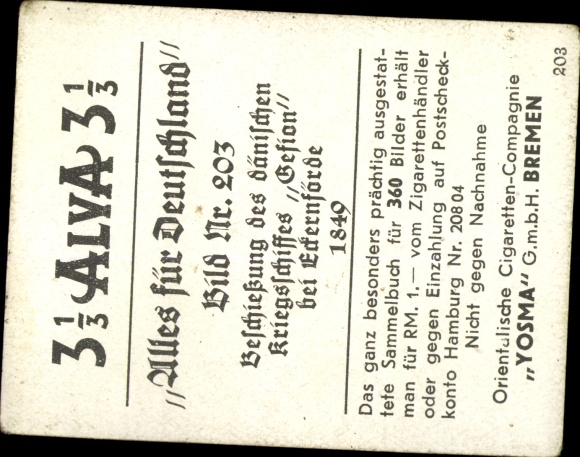 3 1/3 ALVA 3 1/3
„Alles für Deutschland"
Bild Nr. 203
Beschießung des dänischen
Kriegsschiffes „Gefion"
bei Eckernförde
1849
Das ganz besonders prächtig ausgestat-
tete Sammelbuch für 360 Bilder erhält
man für RM. 1.— vom Zigarettenhändler
oder gegen Einzahlung auf Postscheck-
konto Hamburg Nr. 20804
Nicht gegen Nachnahme
Orientalische Cigaretten-Compagnie
„YOSMA" G.m.b.H. BREMEN
203